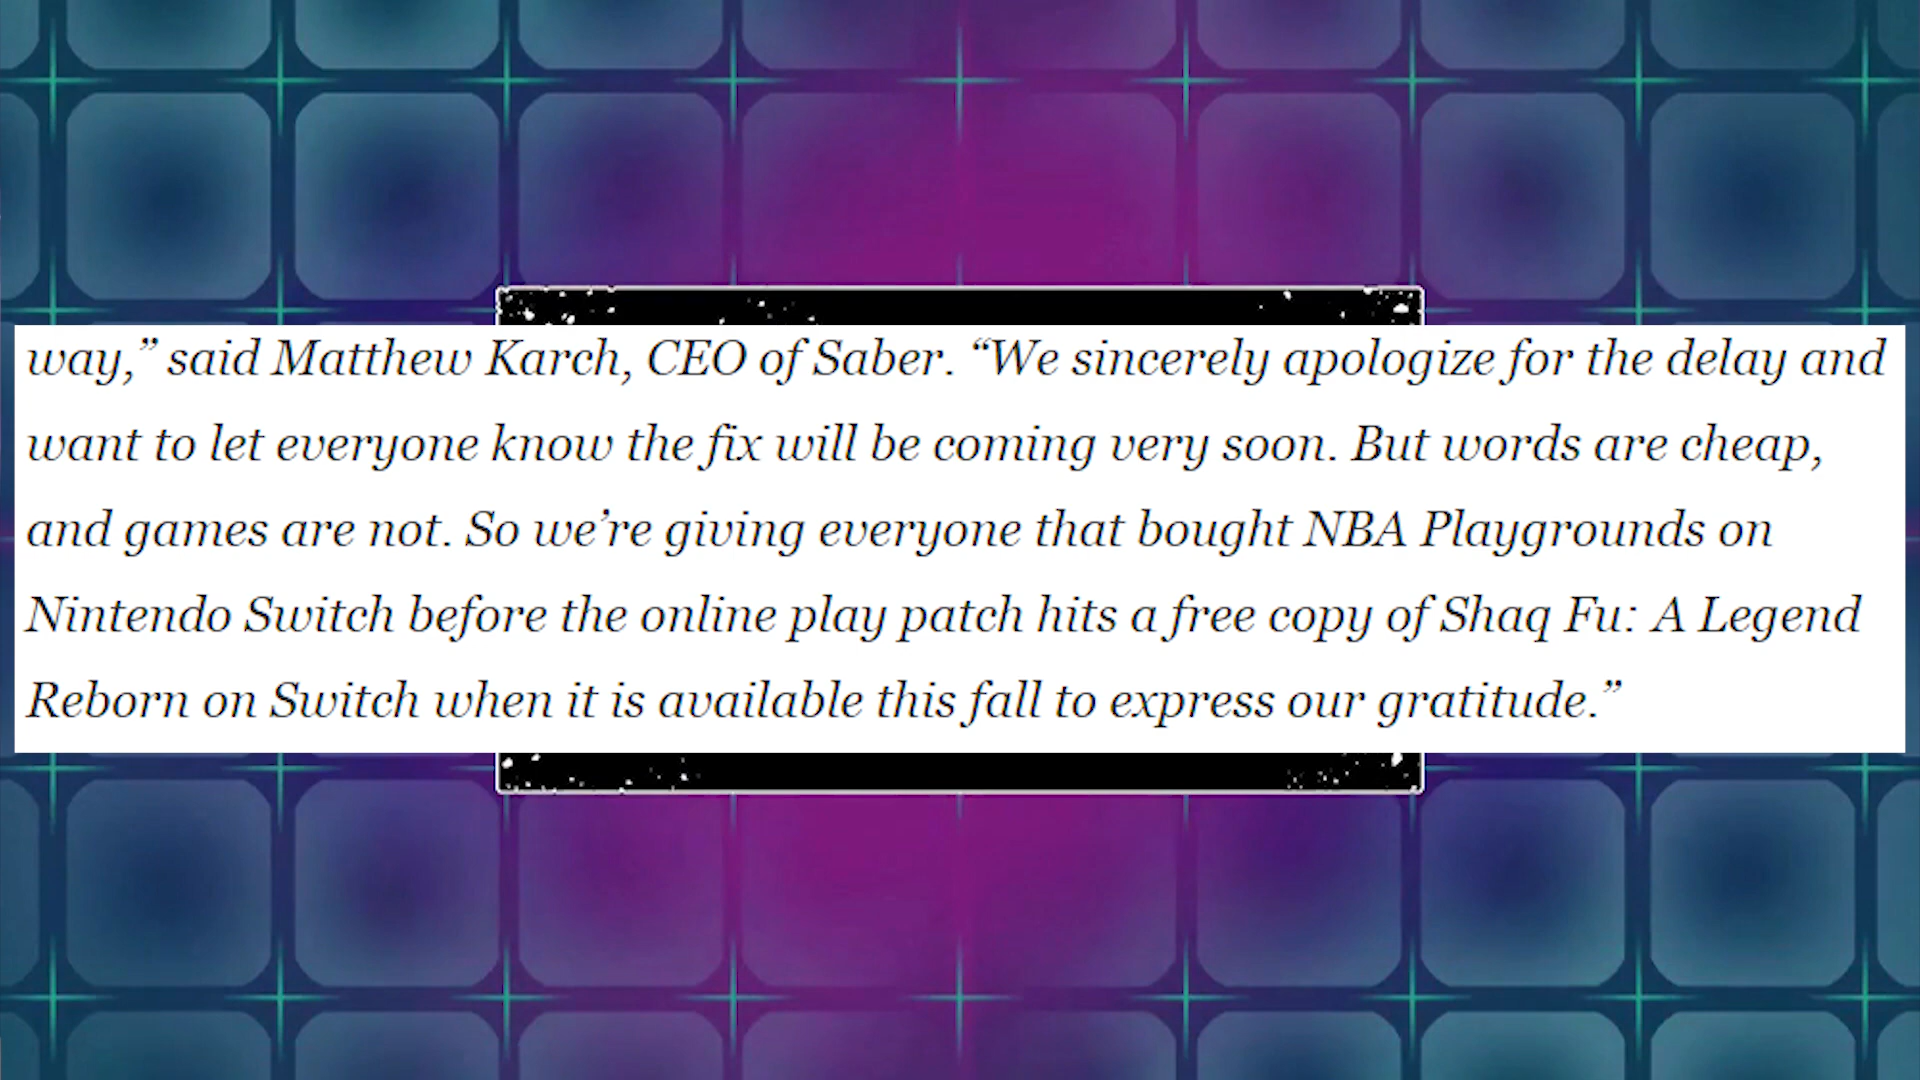 way,” said Matthew Karch, CEO of Saber. “We sincerely apologize for the delay and
want to let everyone know the fix will be coming very soon. But words are cheap,
and games are not. So we’re giving everyone that bought NBA Playgrounds on
Nintendo Switch before the online play patch hits a free copy of Shaq Fu: A Legend
Reborn on Switch when it is available this fall to express our gratitude.”